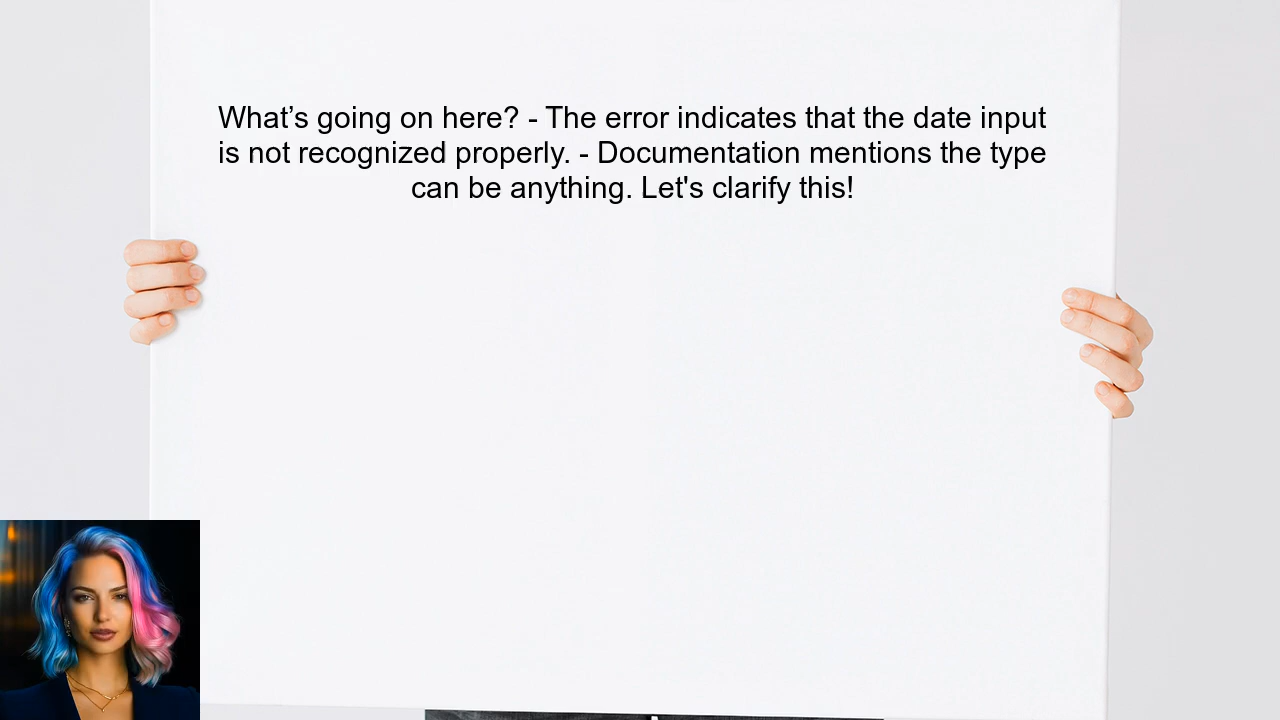 What’s going on here? - The error indicates that the date input
is not recognized properly. - Documentation mentions the type
can be anything. Let's clarify this!